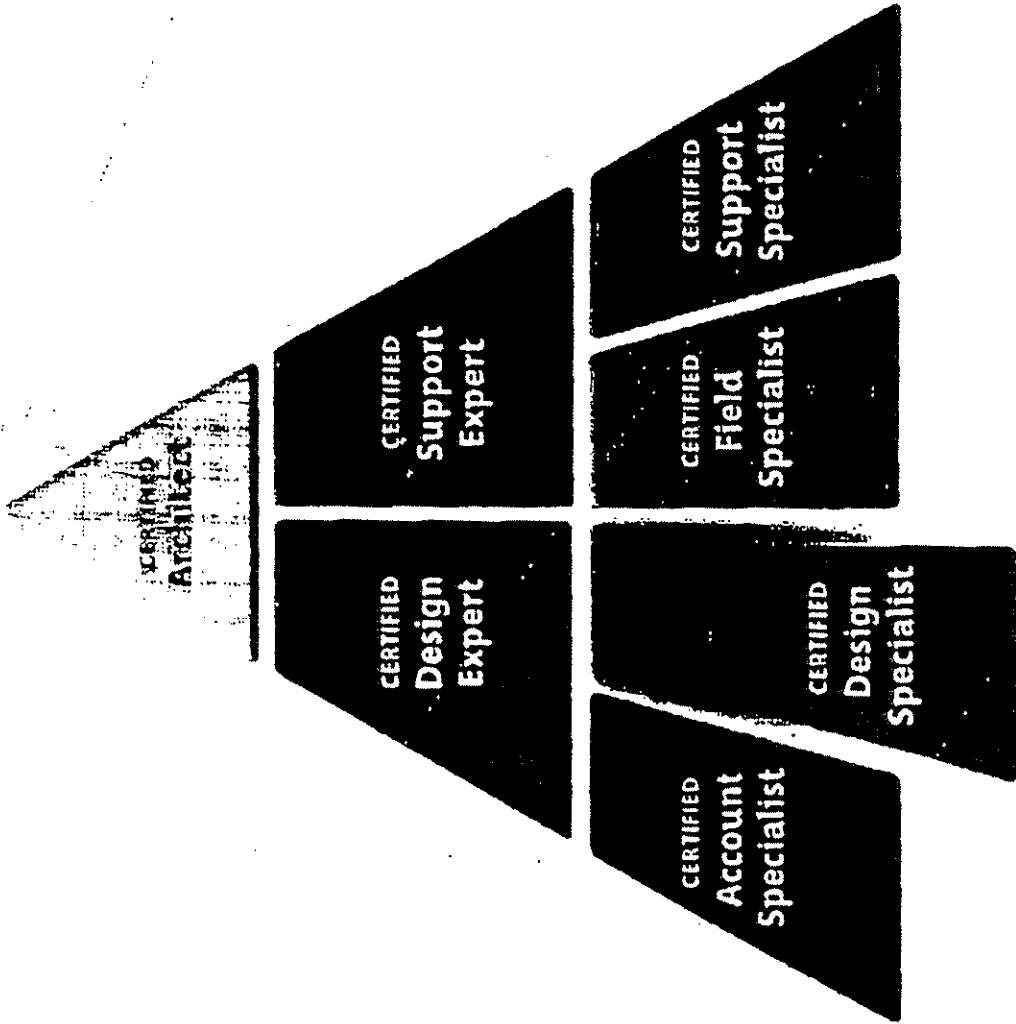 CERTIFIED
Architect
CERTIFIED
Design
Expert
CERTIFIED
Support
Expert
CERTIFIED
Account
Specialist
CERTIFIED
Design
Specialist
CERTIFIED
Field
Specialist
CERTIFIED
Support
Specialist